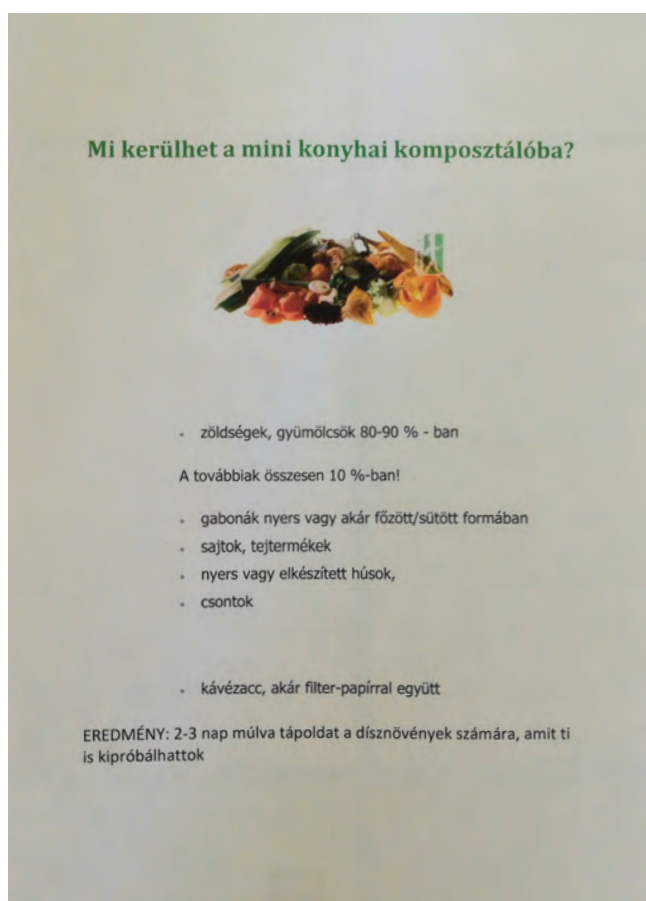 Mi kerülhet a mini konyhai komposztálóba?
• zöldségek, gyümölcsök 80-90 % - ban
A továbbiak összesen 10 %-ban!
• gabonák nyers vagy akár főzött/sütött formában
• sajtok, tejtermékek
• nyers vagy elkészített húsok,
• csontok
• kávézacc, akár filter-papírral együtt
EREDMÉNY: 2-3 nap múlva tápoldat a dísznövények számára, amit ti
is kipróbálhattok